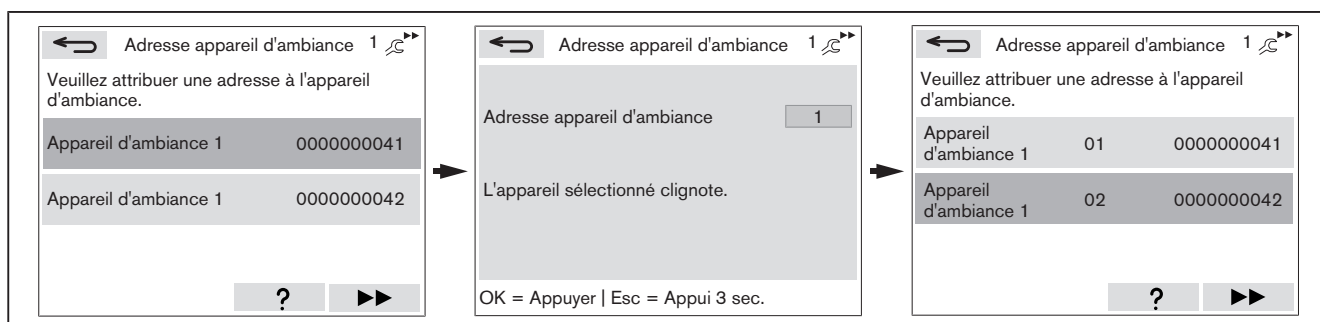 Adresse appareil d'ambiance 1
Veuillez attribuer une adresse à l'appareil
d'ambiance.
Appareil d'ambiance 1 0000000041
Appareil d'ambiance 1 0000000042
?
Adresse appareil d'ambiance 1
Adresse appareil d'ambiance 1
L'appareil sélectionné clignote.
OK = Appuyer | Esc = Appui 3 sec.
Adresse appareil d'ambiance 1
Veuillez attribuer une adresse à l'appareil
d'ambiance.
Appareil
d'ambiance 1 01 0000000041
Appareil
d'ambiance 1 02 0000000042
?